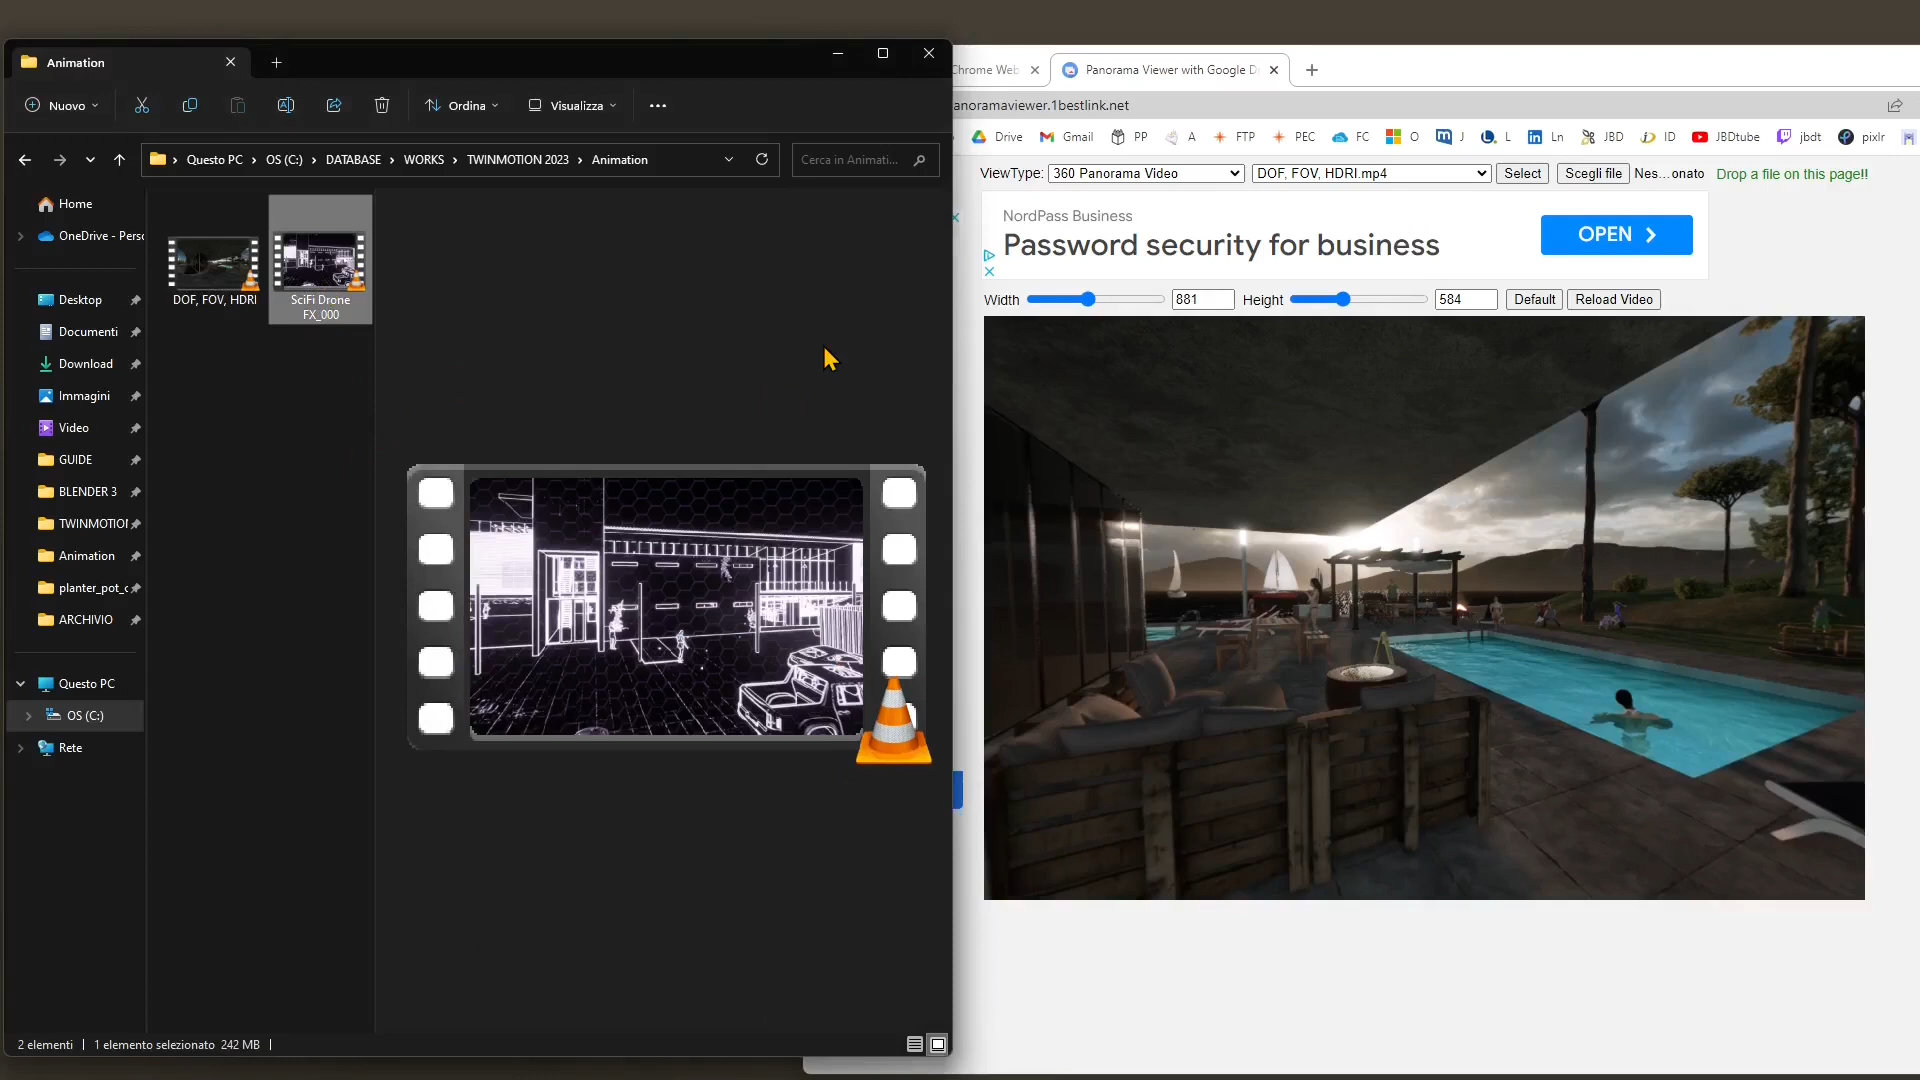 Animation
Nuovo
Ordina
Visualizza
Questo PC
OS (C:)
DATABASE
WORKS
TWINMOTION 2023
Animation
Cerca in Animati...
Home
OneDrive - Perso
Desktop
Documenti
Download
Immagini
Video
GUIDE
BLENDER 3
TWINMOTION
Animation
planter_pot_c
ARCHIVIO
Questo PC
OS (C:)
Rete
DOF, FOV, HDRI
SciFi Drone
FX_000
2 elementi
1 elemento selezionato 242 MB
Chrome Web
Panorama Viewer with Google D
anoramaviewer.1bestlink.net
Drive
Gmail
PP
A
FTP
PEC
FC
O
J
L
Ln
JBD
ID
JBDtube
jbdt
pixlr
ViewType: 360 Panorama Video DOF, FOV, HDRI.mp4 Select Scegli file Nes...onato Drop a file on this page!!
NordPass Business
Password security for business
OPEN
Width 881 Height 584 Default Reload Video